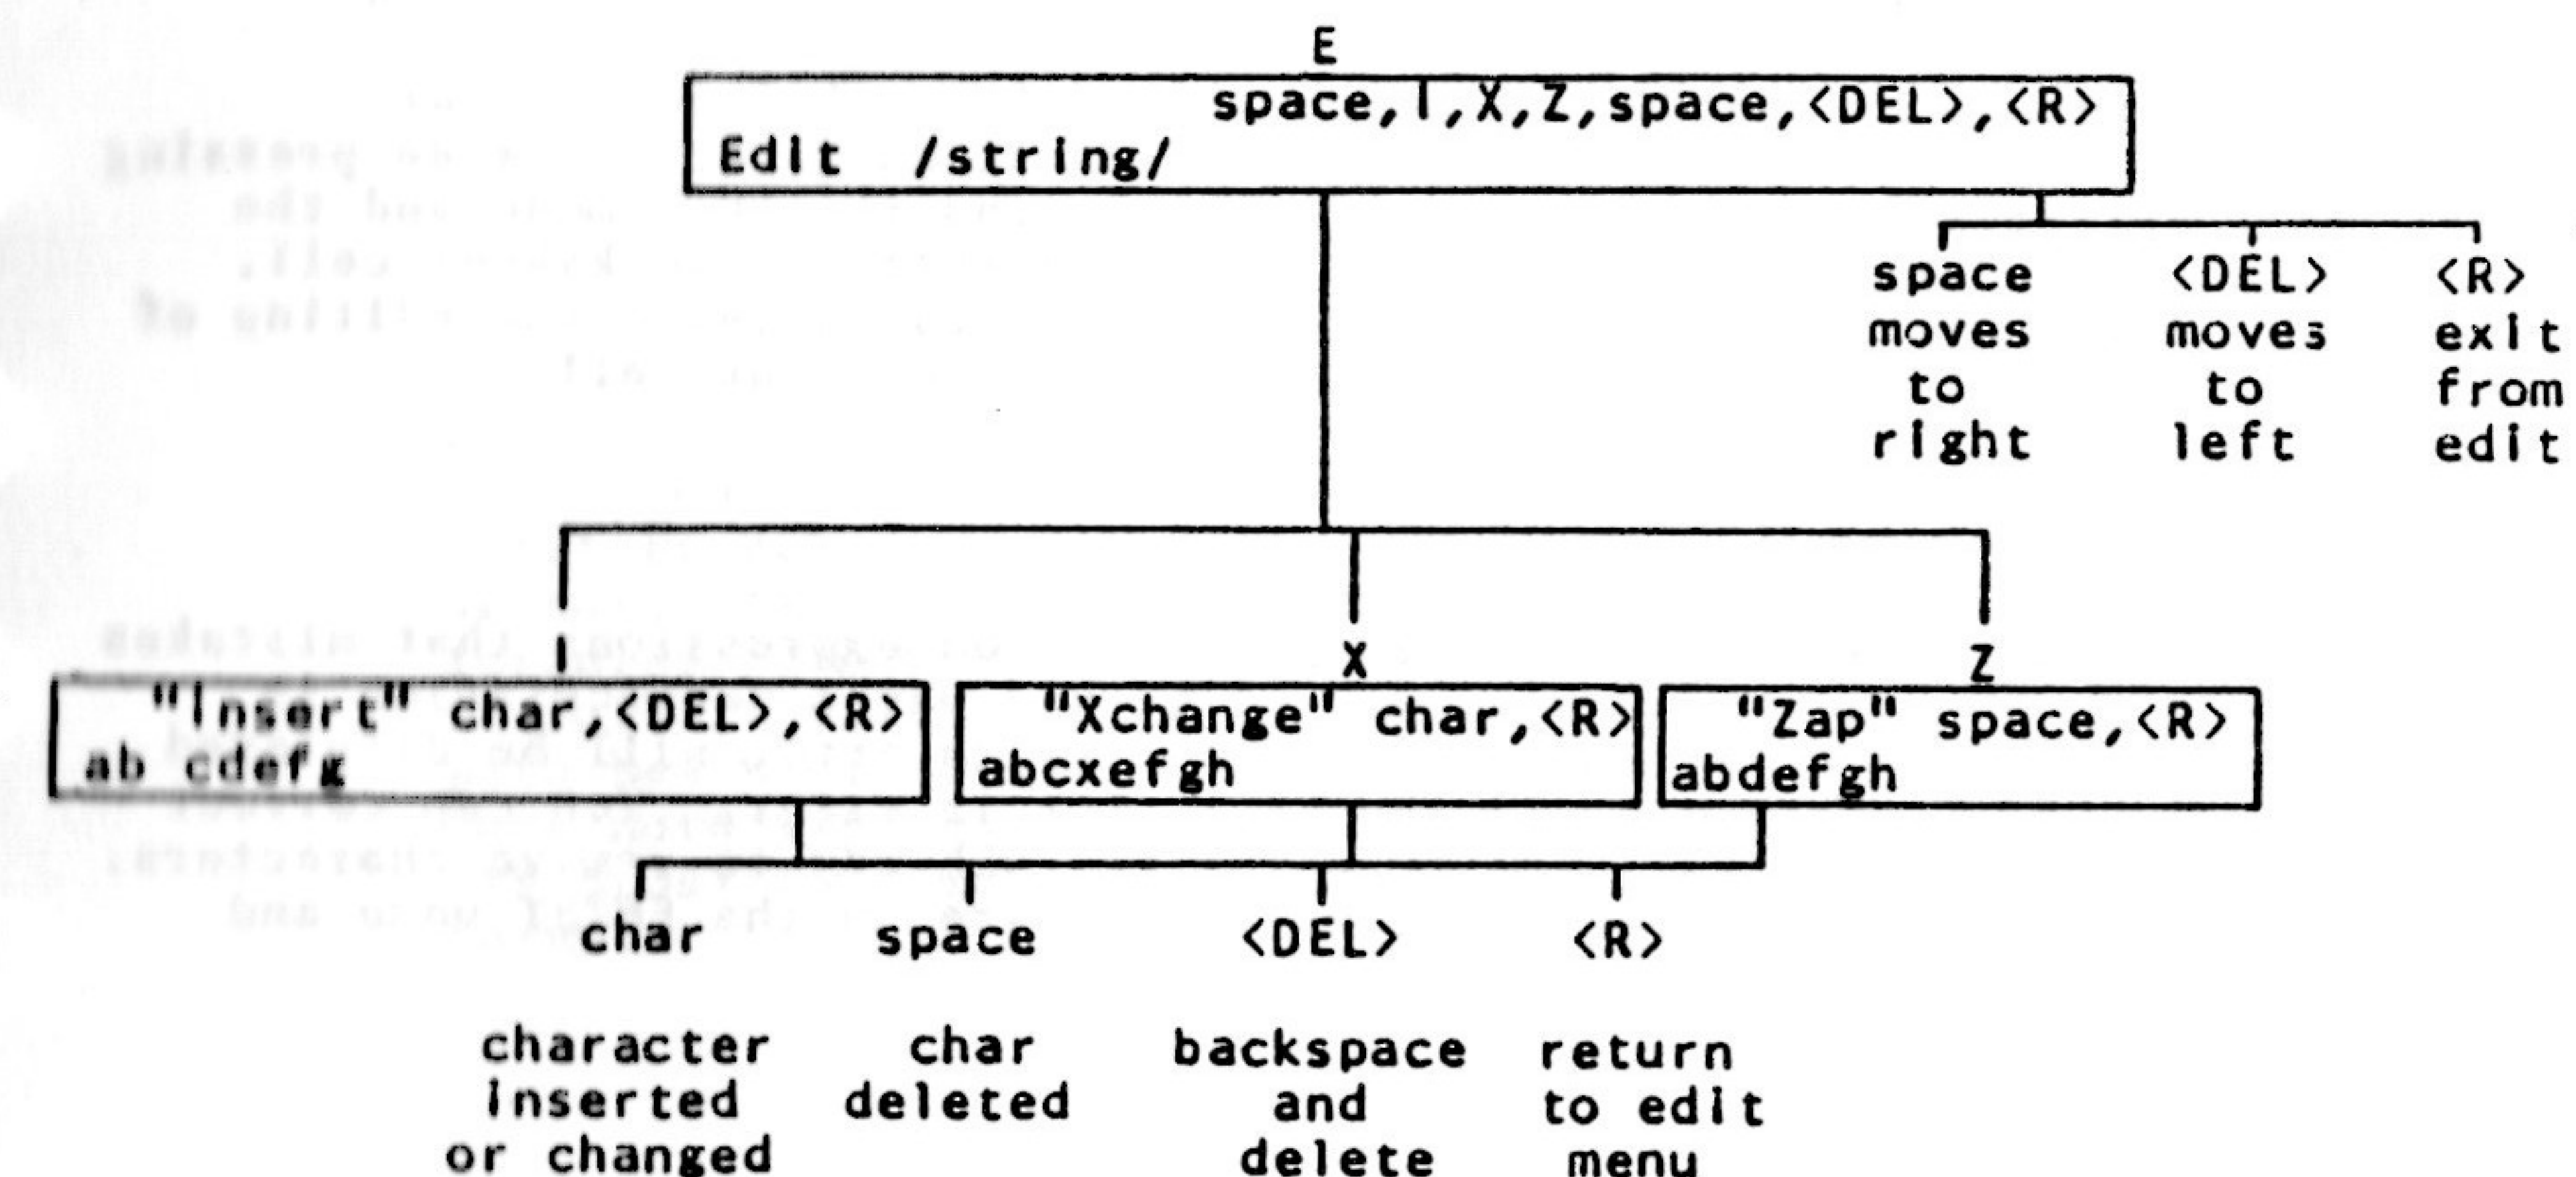 E
space,I,X,Z,space,<DEL>,<R>
Edit /string/
space <DEL> <R>
moves moves exit
to to from
right left edit
I X Z
"Insert" char,<DEL>,<R> "Xchange" char,<R> "Zap" space,<R>
ab cdefg abcxefgh abdefgh
char space <DEL> <R>
character char backspace return
inserted deleted and to edit
or changed delete menu